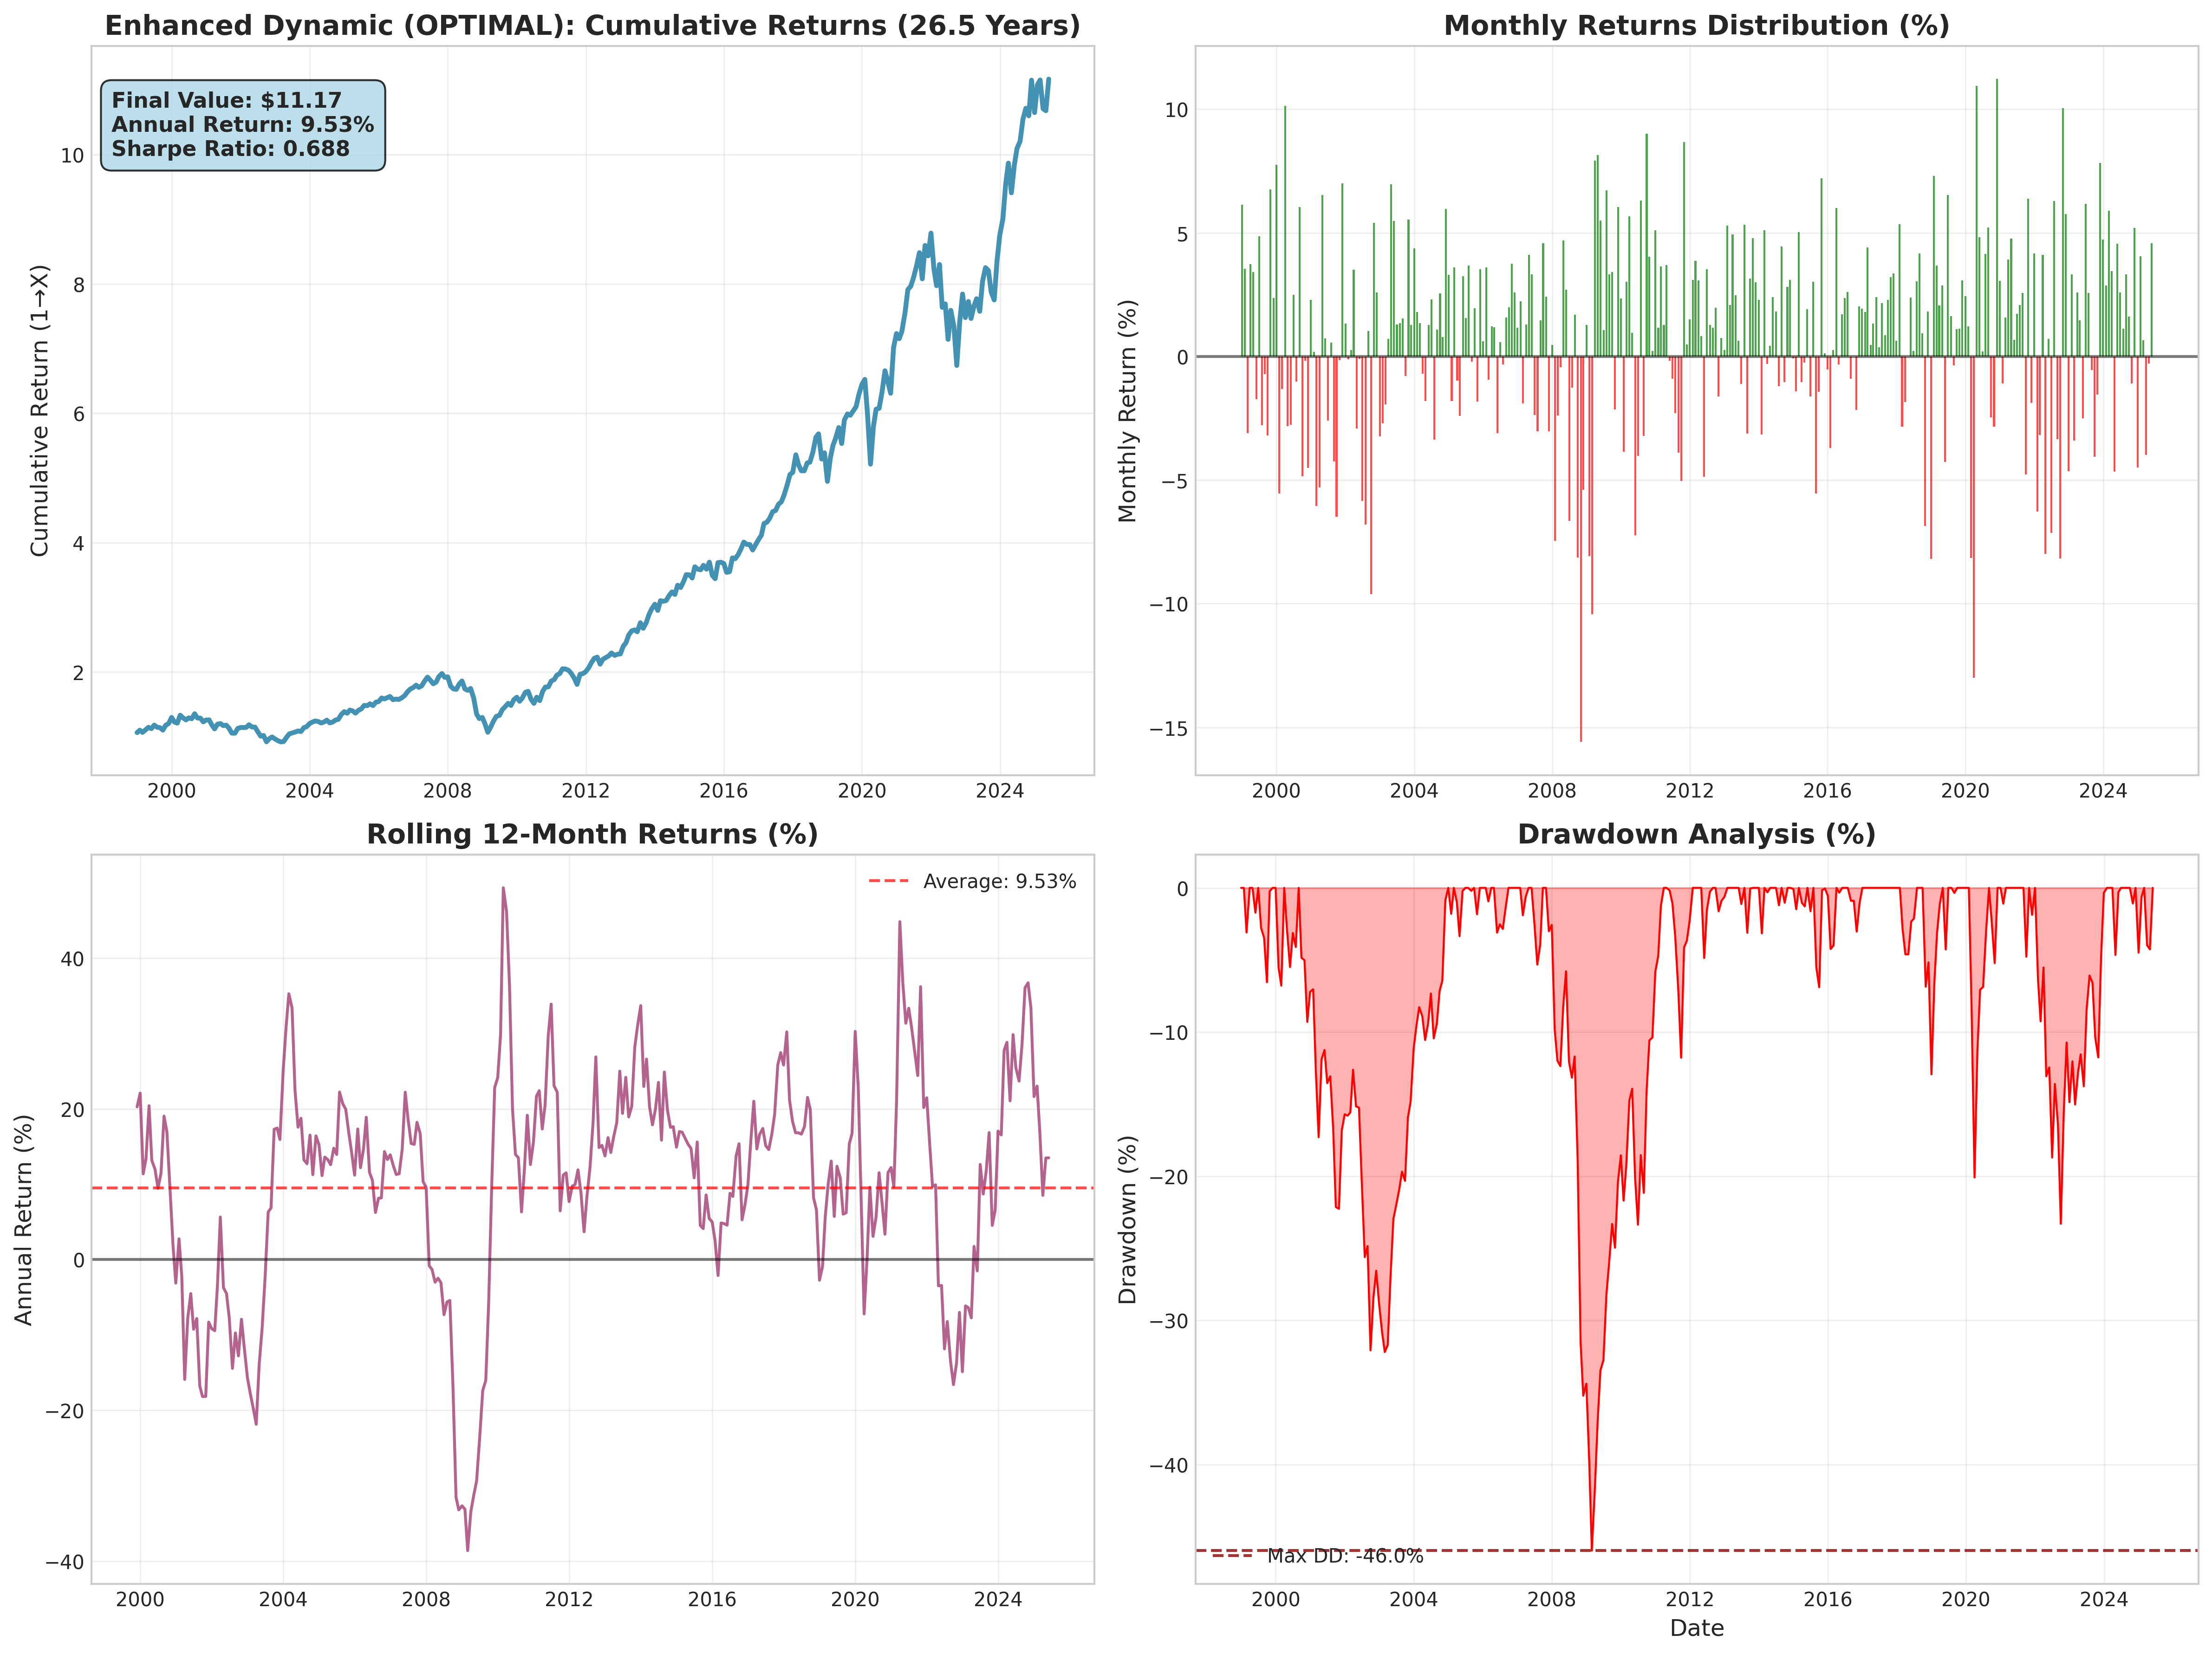 Enhanced Dynamic (OPTIMAL): Cumulative Returns (26.5 Years)
Final Value: $11.17
Annual Return: 9.53%
Sharpe Ratio: 0.688
Cumulative Return (1→X)
10
8
6
4
2
2000 2004 2008 2012 2016 2020 2024
Monthly Returns Distribution (%)
Monthly Return (%)
10
5
0
−5
−10
−15
2000 2004 2008 2012 2016 2020 2024
Rolling 12-Month Returns (%)
Average: 9.53%
Annual Return (%)
40
20
0
−20
−40
2000 2004 2008 2012 2016 2020 2024
Drawdown Analysis (%)
Drawdown (%)
0
−10
−20
−30
−40
Max DD: -46.0%
2000 2004 2008 2012 2016 2020 2024
Date